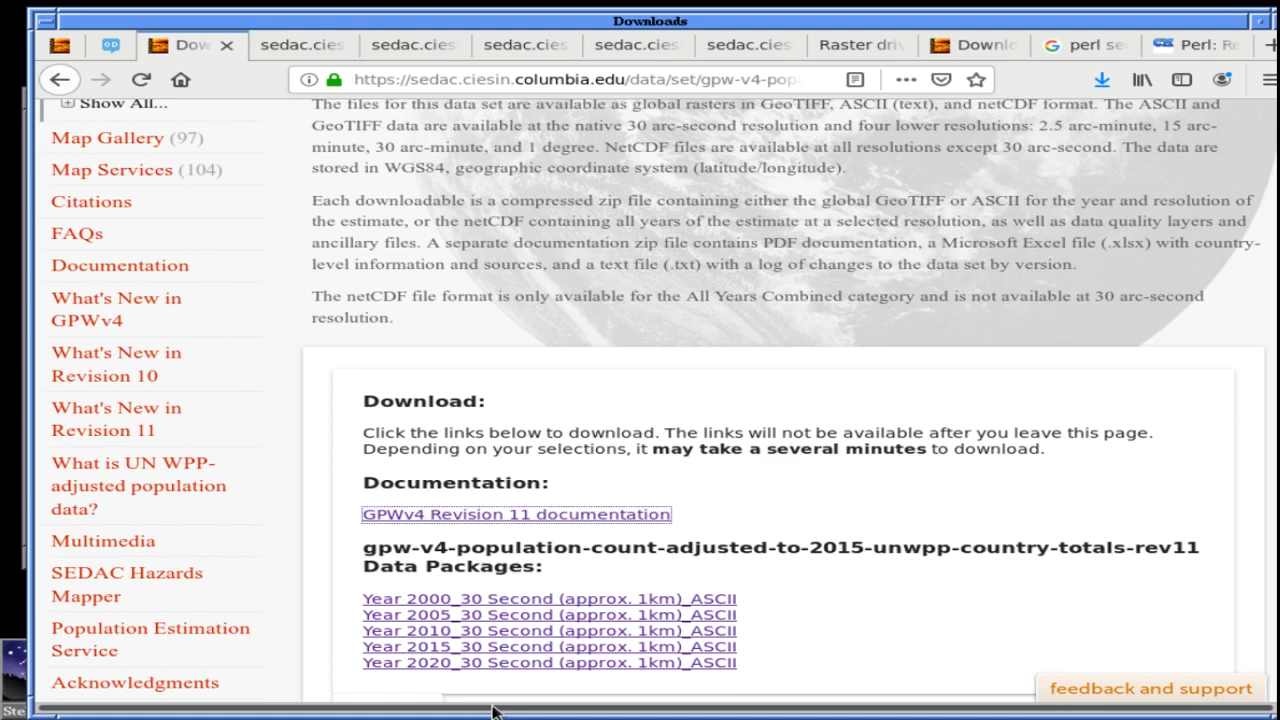 Downloads
Dow
sedac.cies
sedac.cies
sedac.cies
sedac.cies
sedac.cies
Raster driv
Downlo
perl se
Perl: Re
https://sedac.ciesin.columbia.edu/data/set/gpw-v4-pop
Show All...
Map Gallery (97)
Map Services (104)
Citations
FAQs
Documentation
What's New in
GPWv4
What's New in
Revision 10
What's New in
Revision 11
What is UN WPP-
adjusted population
data?
Multimedia
SEDAC Hazards
Mapper
Population Estimation
Service
Acknowledgments
The files for this data set are available as global rasters in GeoTIFF, ASCII (text), and netCDF format. The ASCII and
GeoTIFF data are available at the native 30 arc-second resolution and four lower resolutions: 2.5 arc-minute, 15 arc-
minute, 30 arc-minute, and 1 degree. NetCDF files are available at all resolutions except 30 arc-second. The data are
stored in WGS84, geographic coordinate system (latitude/longitude).
Each downloadable is a compressed zip file containing either the global GeoTIFF or ASCII for the year and resolution of
the estimate, or the netCDF containing all years of the estimate at a selected resolution, as well as data quality layers and
ancillary files. A separate documentation zip file contains PDF documentation, a Microsoft Excel file (.xlsx) with country-
level information and sources, and a text file (.txt) with a log of changes to the data set by version.
The netCDF file format is only available for the All Years Combined category and is not available at 30 arc-second
resolution.
Download:
Click the links below to download. The links will not be available after you leave this page.
Depending on your selections, it may take a several minutes to download.
Documentation:
GPWv4 Revision 11 documentation
gpw-v4-population-count-adjusted-to-2015-unwpp-country-totals-rev11
Data Packages:
Year 2000_30 Second (approx. 1km)_ASCII
Year 2005_30 Second (approx. 1km)_ASCII
Year 2010_30 Second (approx. 1km)_ASCII
Year 2015_30 Second (approx. 1km)_ASCII
Year 2020_30 Second (approx. 1km)_ASCII
feedback and support
Ste